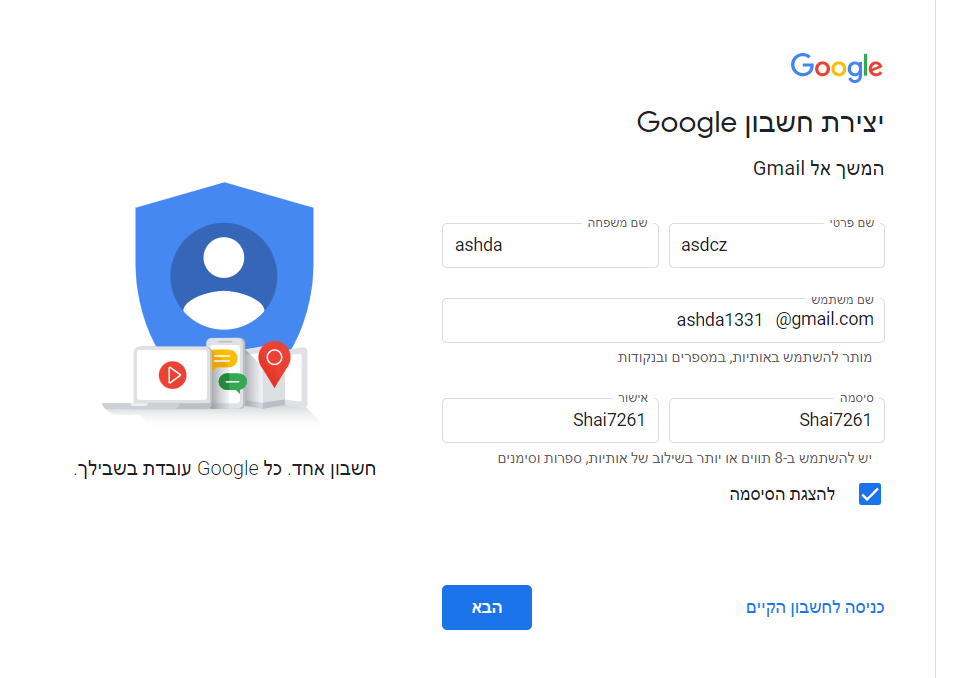 Google
יצירת חשבון Google
המשך אל Gmail
שם פרטי
asdcz
שם משפחה
ashda
שם משתמש
ashda1331 @gmail.com
מותר להשתמש באותיות, במספרים ובנקודות
סיסמה
Shai7261
אישור
Shai7261
יש להשתמש ב-8 תווים או יותר בשילוב של אותיות, ספרות וסימנים
להצגת הסיסמה
כניסה לחשבון הקיים
הבא
חשבון אחד. כל Google עובדת בשבילך.